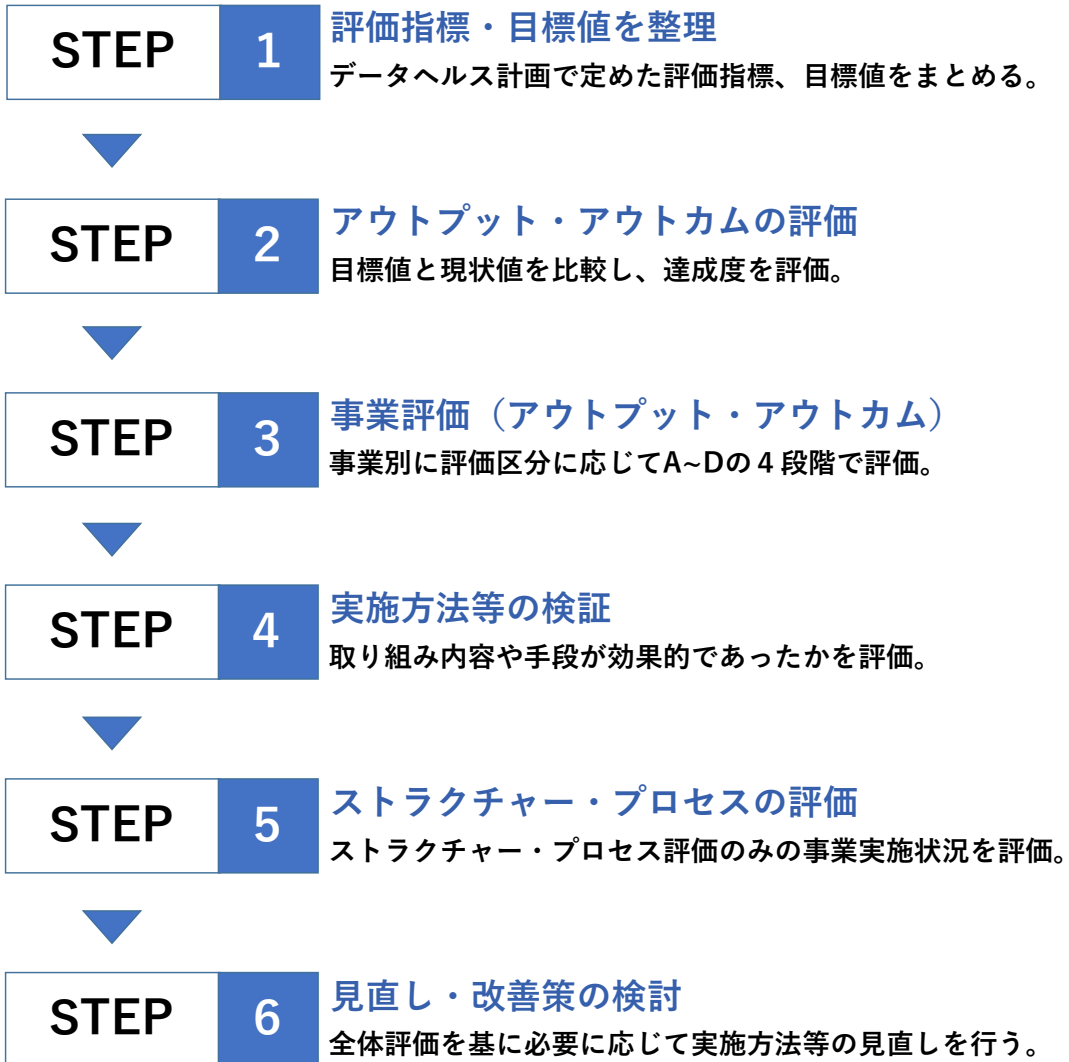 STEP 1 評価指標・目標値を整理
データヘルス計画で定めた評価指標、目標値をまとめる。
STEP 2 アウトプット・アウトカムの評価
目標値と現状値を比較し、達成度を評価。
STEP 3 事業評価（アウトプット・アウトカム）
事業別に評価区分に応じてA~Dの４段階で評価。
STEP 4 実施方法等の検証
取り組み内容や手段が効果的であったかを評価。
STEP 5 ストラクチャー・プロセスの評価
ストラクチャー・プロセス評価のみの事業実施状況を評価。
STEP 6 見直し・改善策の検討
全体評価を基に必要に応じて実施方法等の見直しを行う。